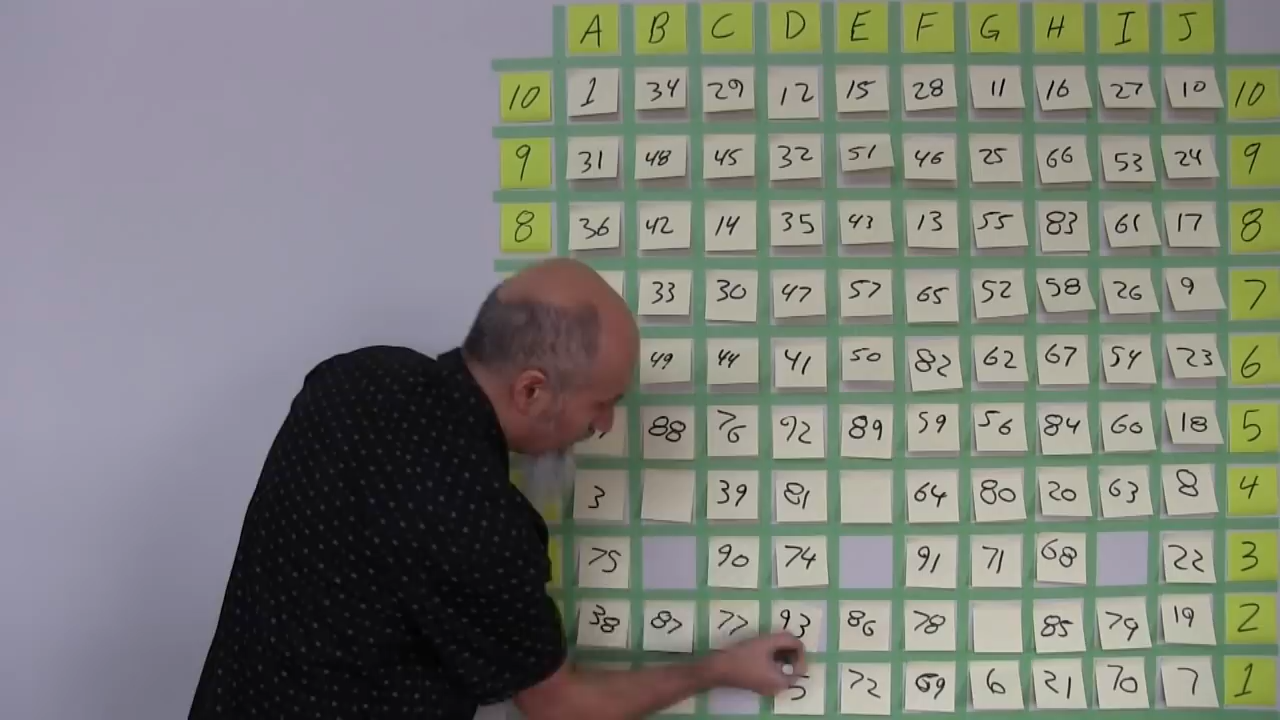 A B C D E F G H I J
10 1 34 29 12 15 28 11 16 27 10 10
9 31 48 45 32 51 46 25 66 53 24 9
8 36 42 14 35 43 13 55 83 61 17 8
33 30 47 57 65 52 58 26 9 7
49 44 41 50 82 62 67 54 23 6
88 76 92 89 59 56 84 60 18 5
3 39 81 64 80 20 63 8 4
75 90 74 91 71 68 22 3
38 87 77 93 86 78 85 79 19 2
5 72 69 6 21 70 7 1